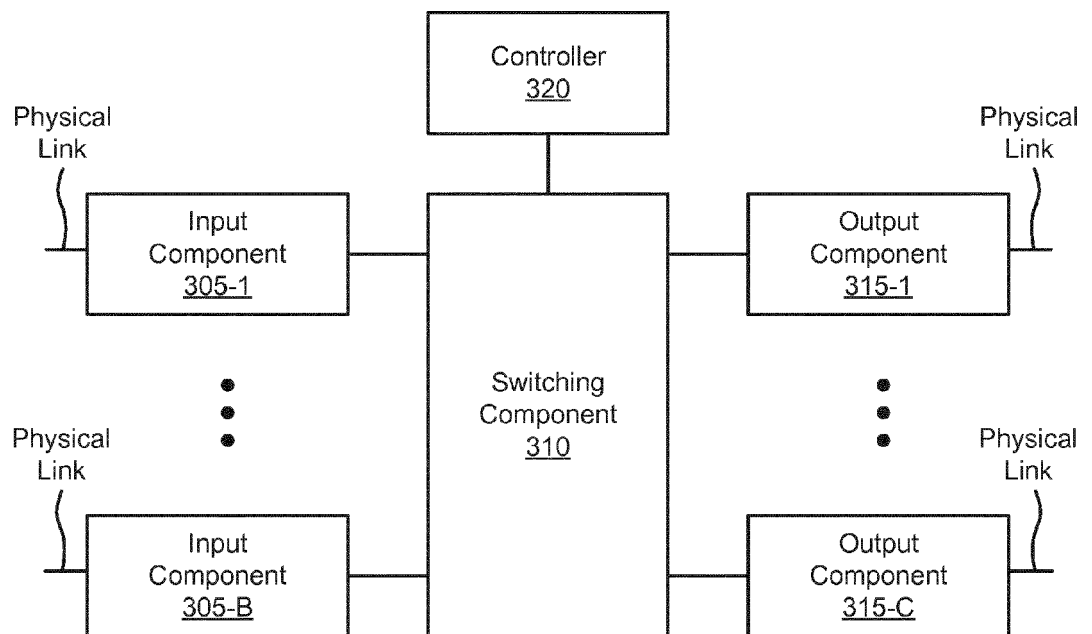 Controller
320
Physical
Link
Physical
Link
Input
Component
305-1
Output
Component
315-1
Switching
Component
310
Physical
Link
Physical
Link
Input
Component
305-B
Output
Component
315-C